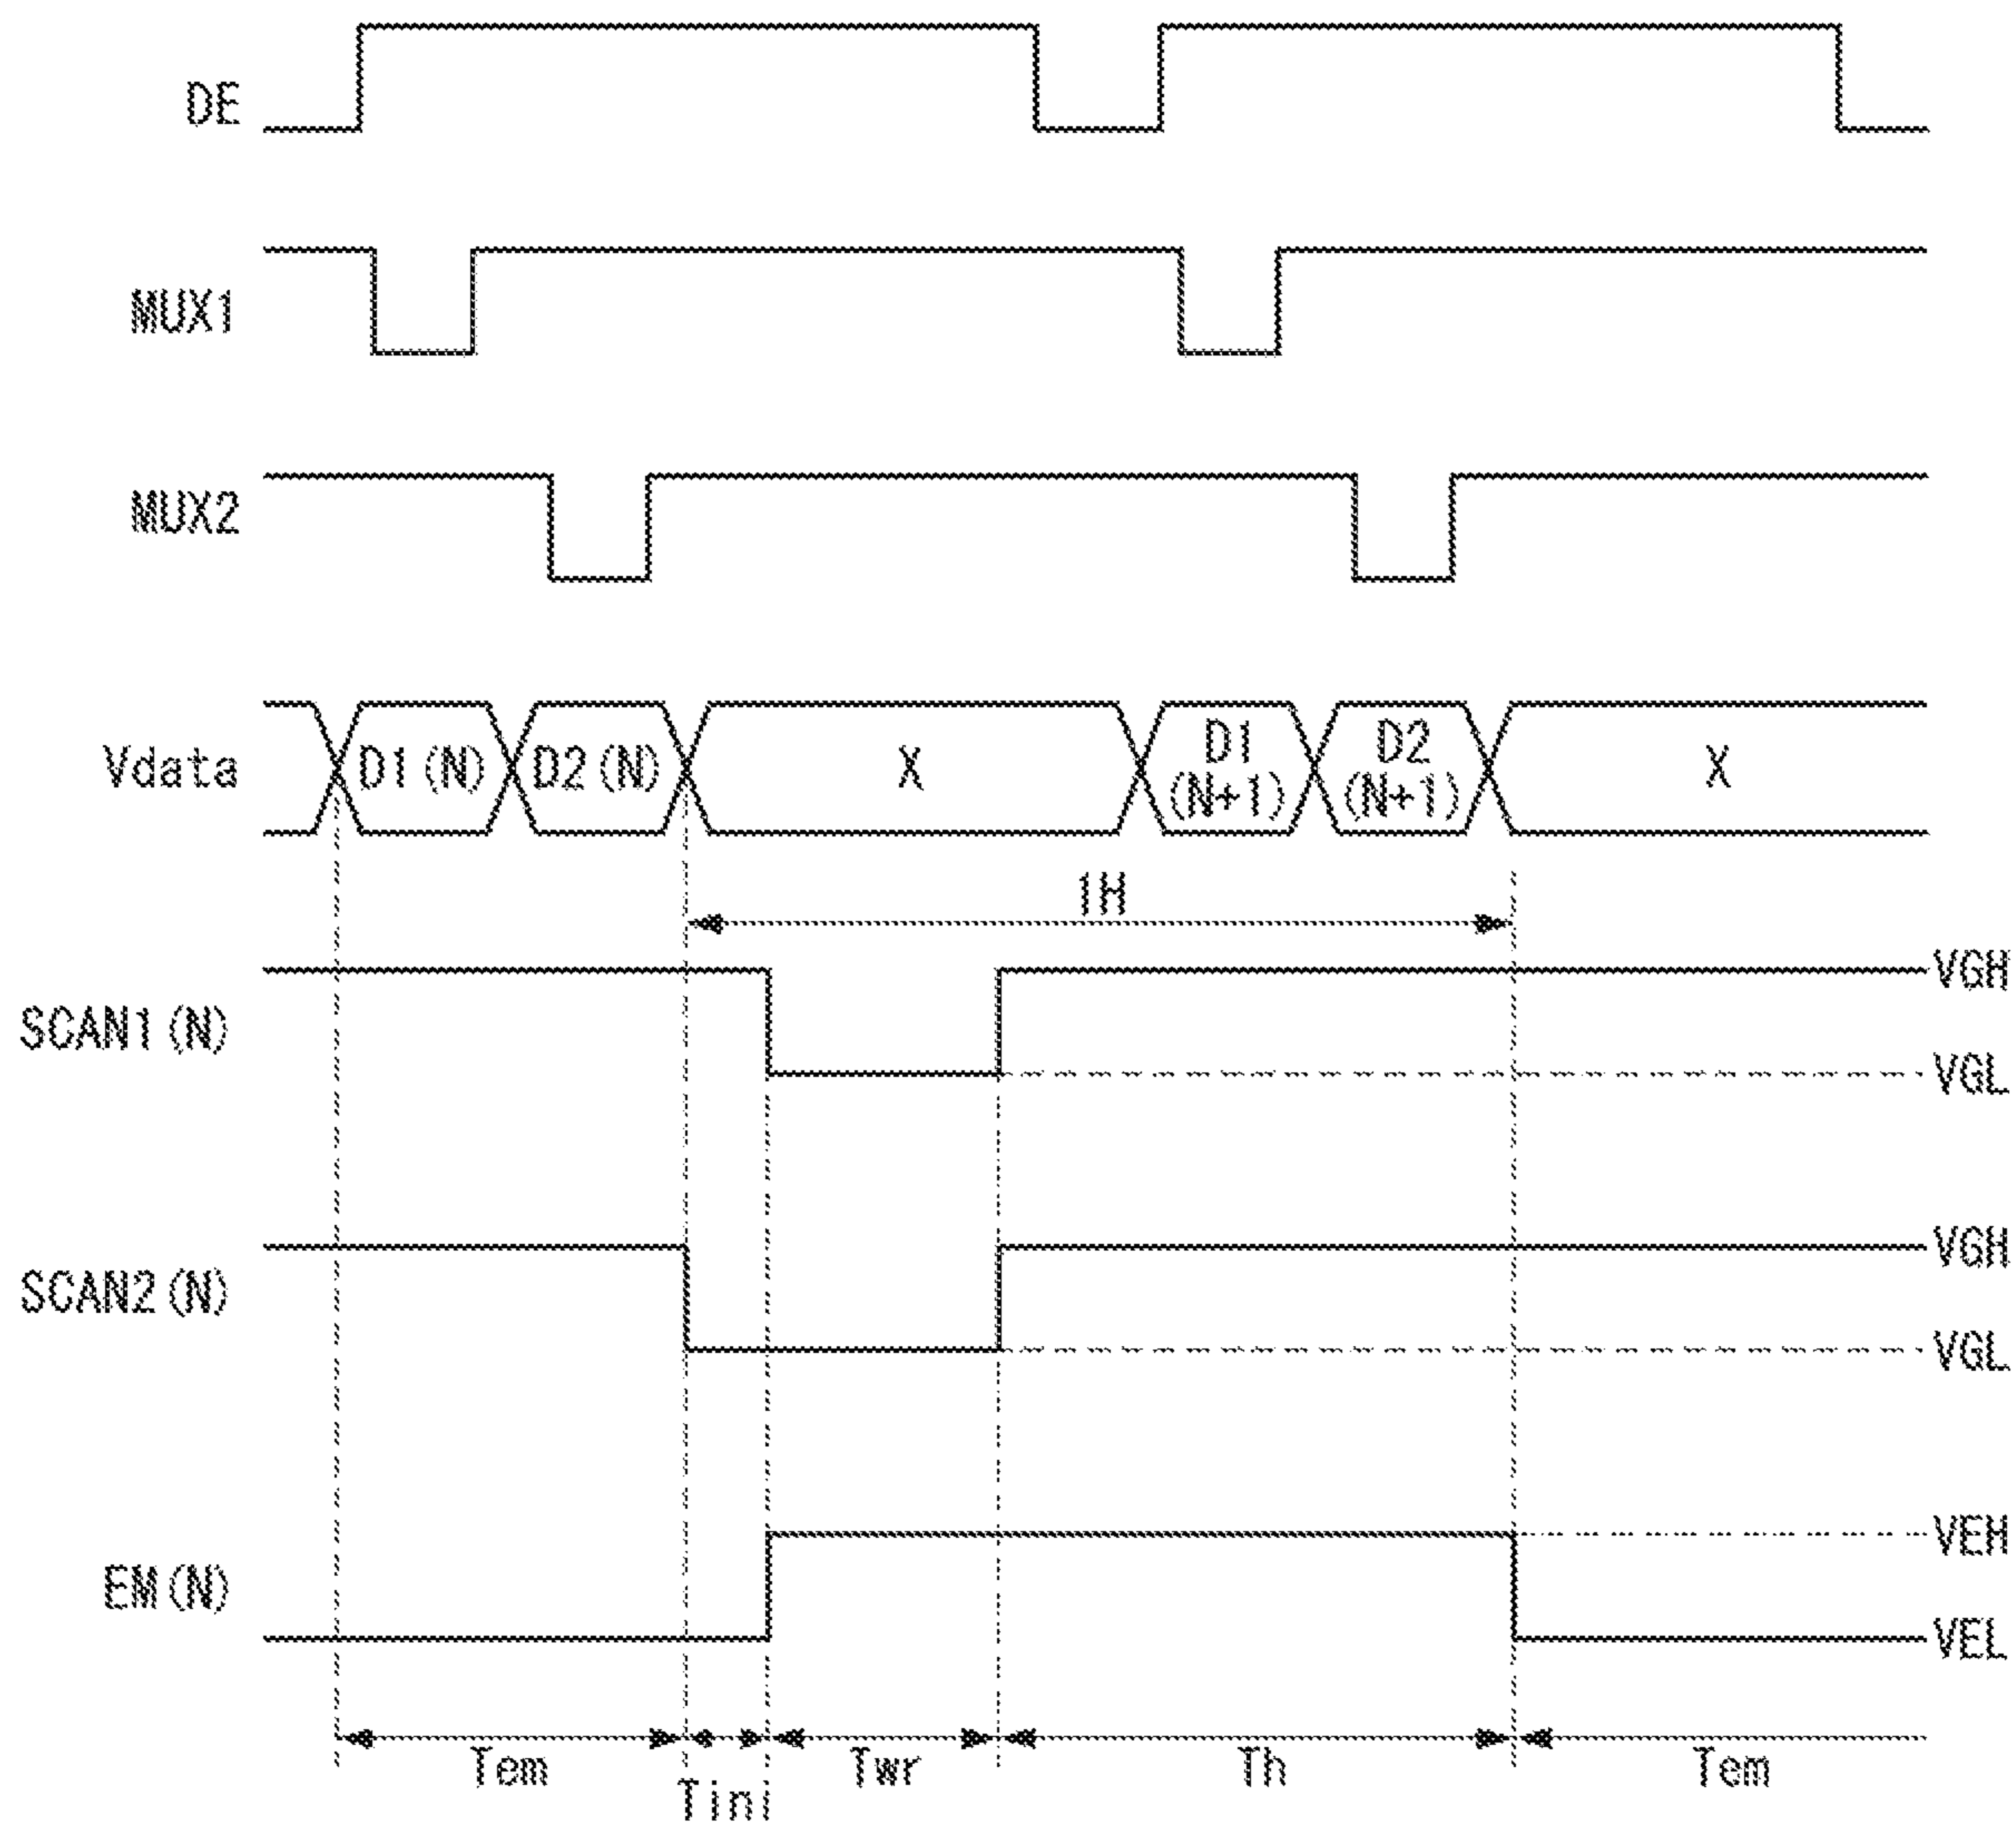 DE
MUX1
MUX2
Vdata
D1(N)
D2(N)
X
D1
(N+1)
D2
(N+1)
X
1H
SCAN1(N)
VGH
VGL
SCAN2(N)
VGH
VGL
EM(N)
VEH
VEL
Tem
Tini
Twr
Th
Tem